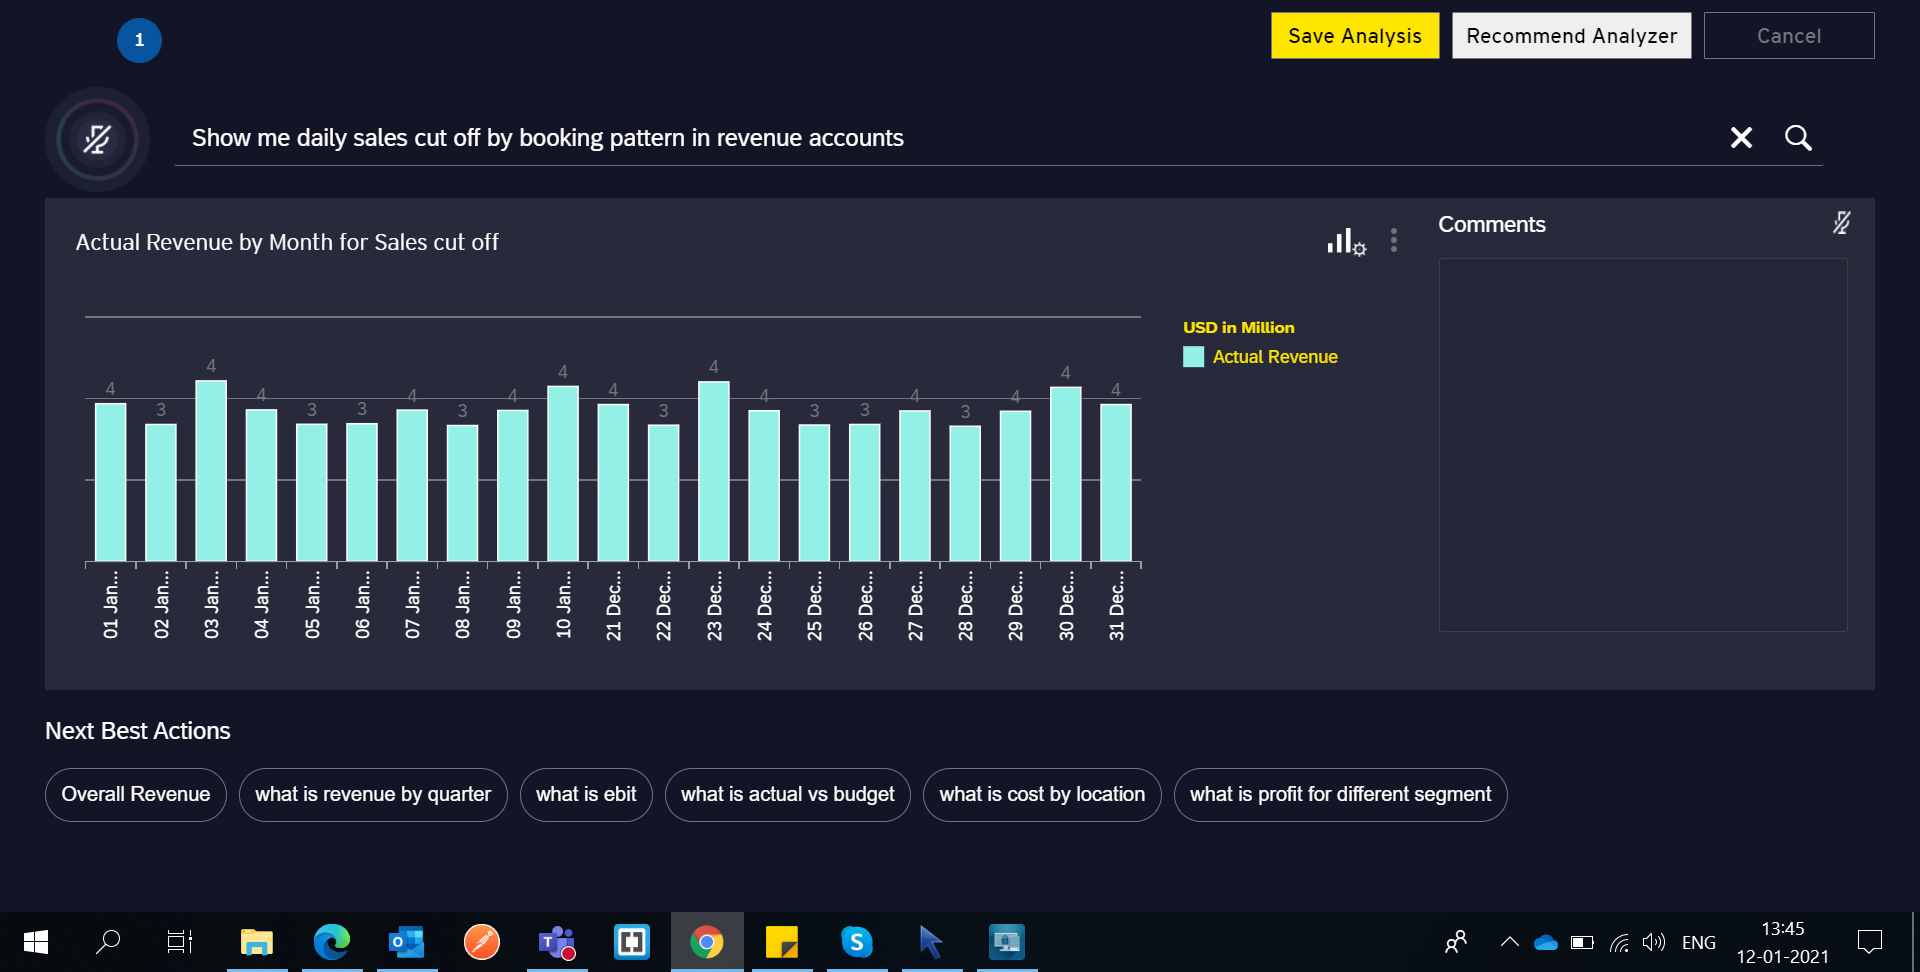 1
Save Analysis
Recommend Analyzer
Cancel
Show me daily sales cut off by booking pattern in revenue accounts
Actual Revenue by Month for Sales cut off
Comments
USD in Million
Actual Revenue
4 3 4 4 3 3 4 3 4 4 4 3 4 4 3 3 4 3 4 4 4
01 Jan...
02 Jan...
03 Jan...
04 Jan...
05 Jan...
06 Jan...
07 Jan...
08 Jan...
09 Jan...
10 Jan...
21 Dec...
22 Dec...
23 Dec...
24 Dec...
25 Dec...
26 Dec...
27 Dec...
28 Dec...
29 Dec...
30 Dec...
31 Dec...
Next Best Actions
Overall Revenue
what is revenue by quarter
what is ebit
what is actual vs budget
what is cost by location
what is profit for different segment
ENG
13:45
12-01-2021